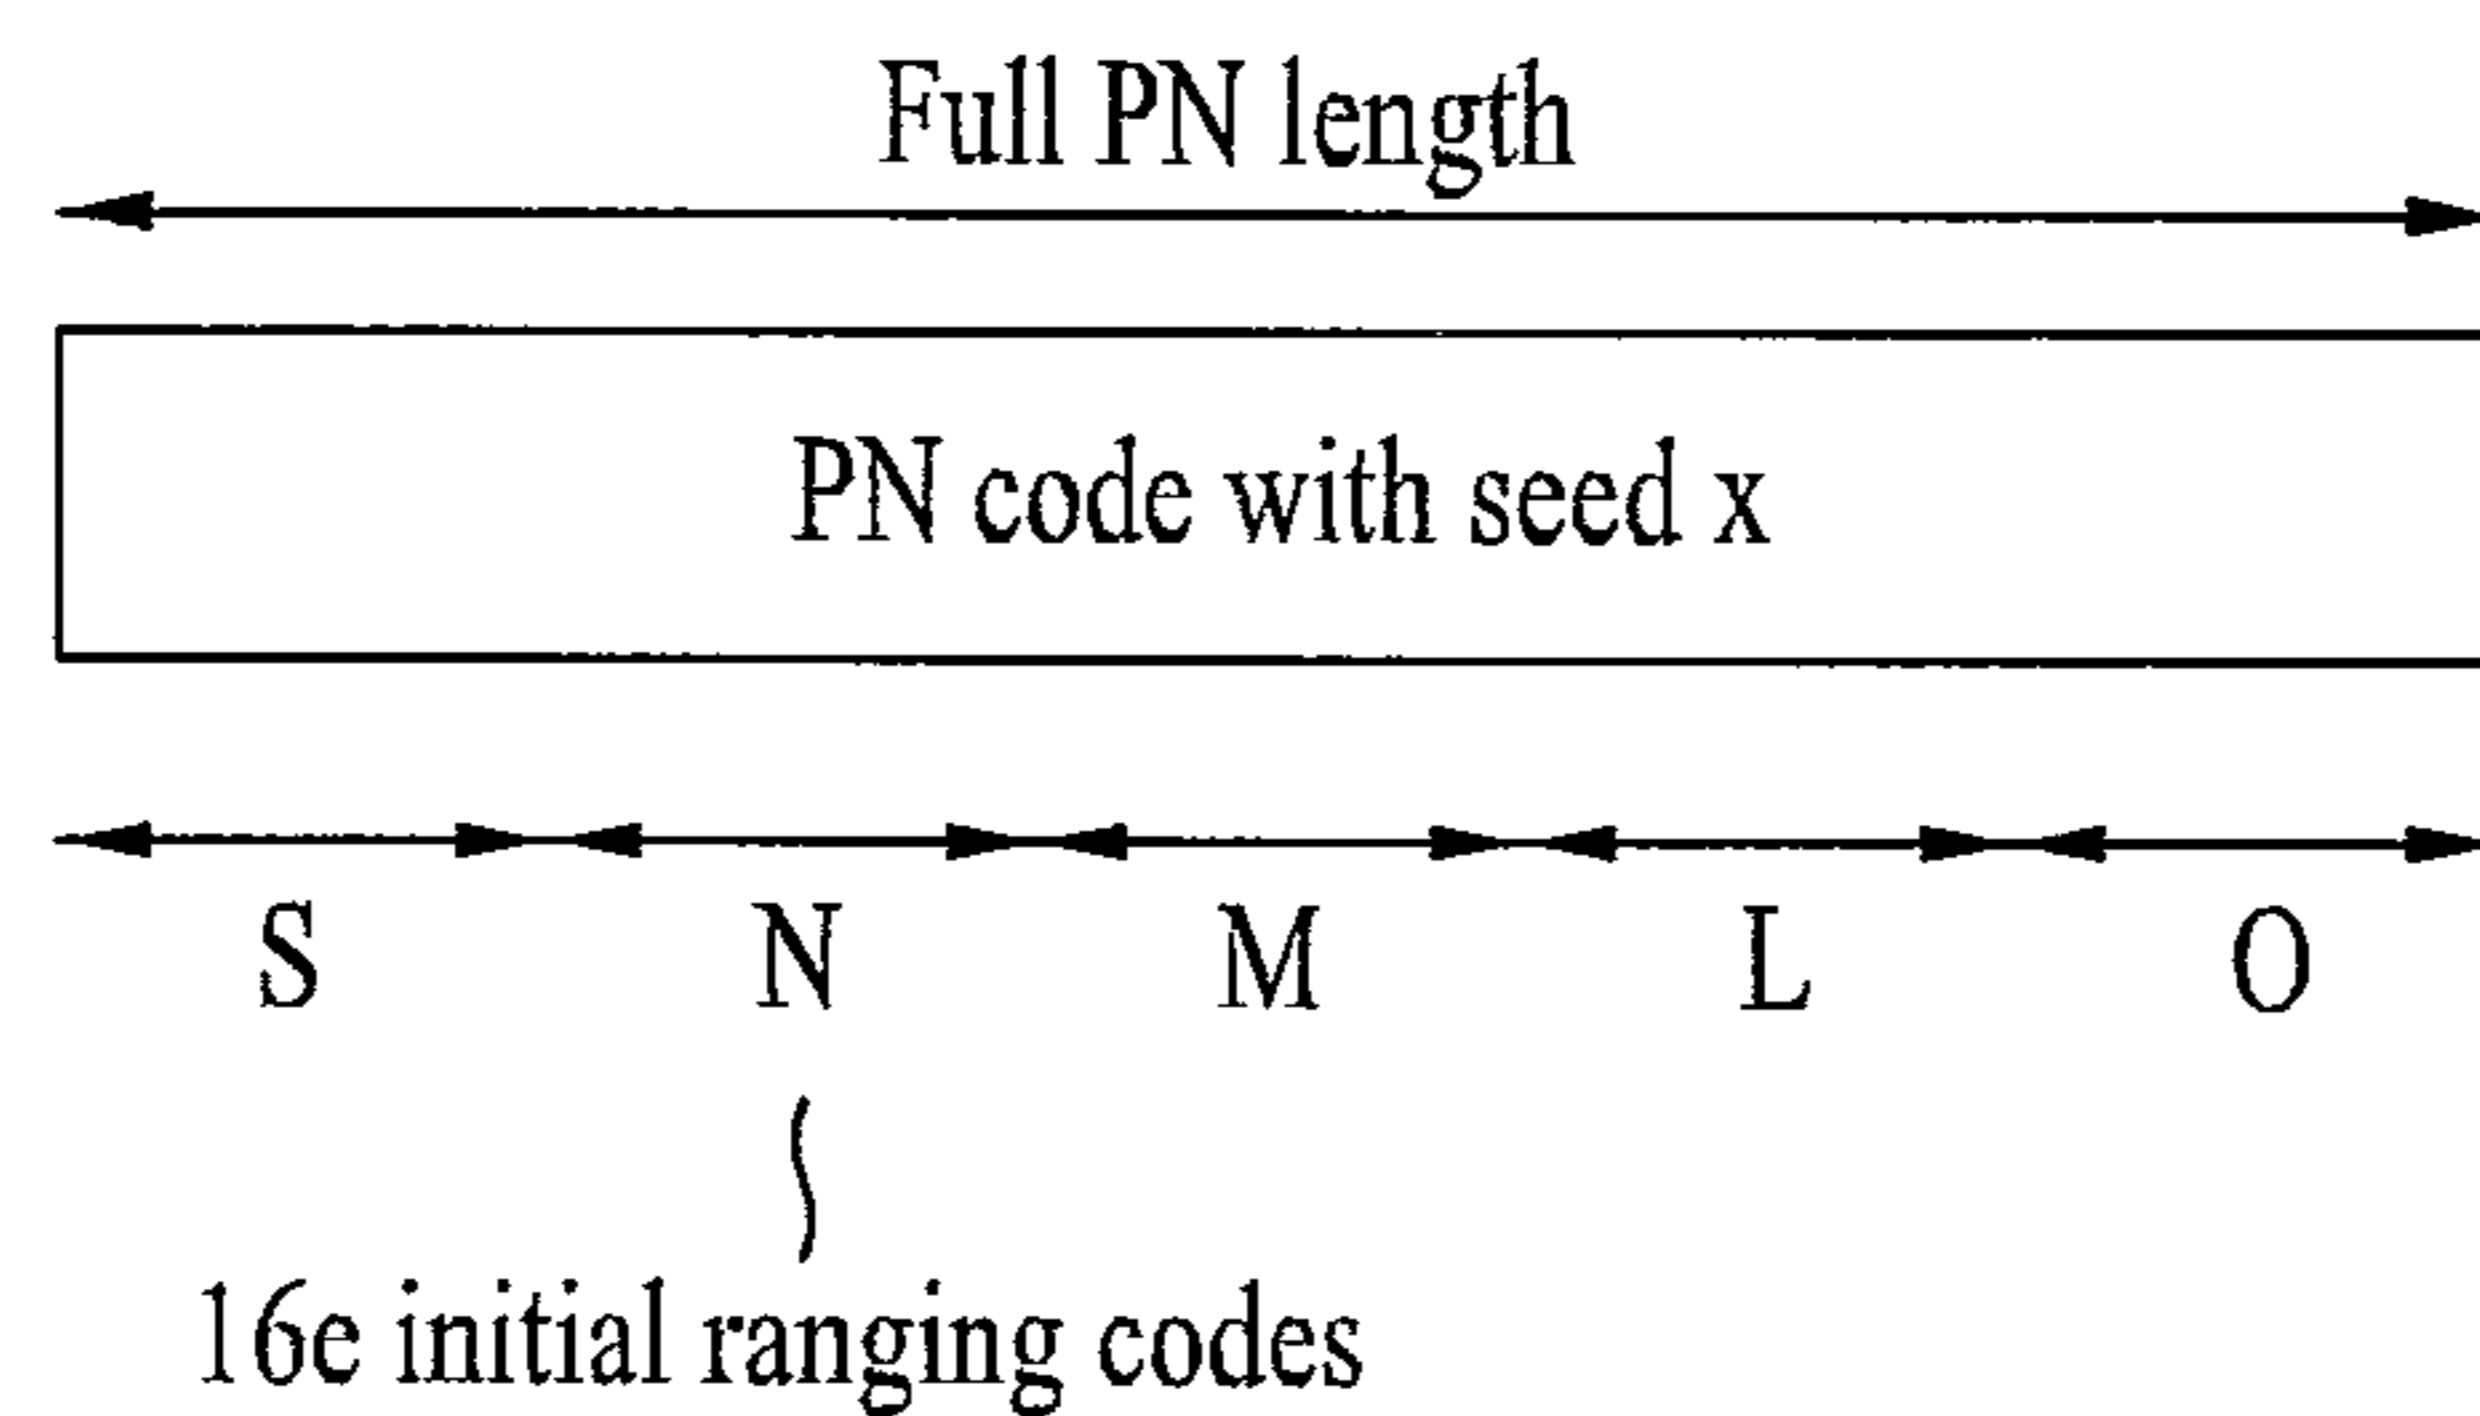 Full PN length
PN code with seed x
S N M L O
16e initial ranging codes